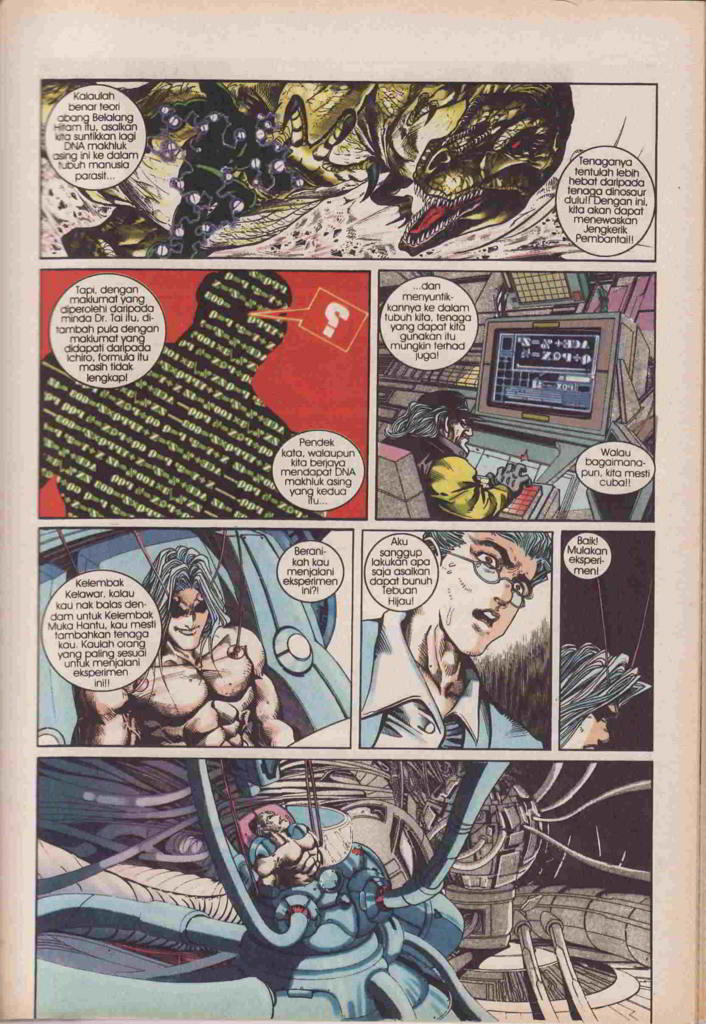 Kalaulah
benar teori
abang Belalang
Hitam itu, asalkan
kita suntikkan lagi
DNA makhluk
asing ini ke dalam
tubuh manusia
parasit...
Tenaganya
tentulah lebih
hebat daripada
tenaga dinosaur
dulu!! Dengan ini,
kita akan dapat
menewaskan
Jengkerik
Pembantai!!
Tapi, dengan
maklumat yang
diperolehi daripada
minda Dr. Tai itu, di-
tambah pula dengan
maklumat yang
didapati daripada
Ichiro, formula itu
masih tidak
lengkap!
?
Pendek
kata, walaupun
kita berjaya
mendapat DNA
makhluk asing
yang kedua
itu...
...dan
menyuntik-
kannya ke dalam
tubuh kita, tenaga
yang dapat kita
gunakan itu
mungkin terhad
juga!
Walau
bagaimana-
pun, kita mesti
cuba!!
Kelembak
Kelawar, kalau
kau nak balas den-
dam untuk Kelembak
Muka Hantu, kau mesti
tambahkan tenaga
kau. Kaulah orang
yang paling sesuai
untuk menjalani
eksperimen
ini!!
Berani-
kah kau
menjalani
eksperimen
ini?!
Aku
sanggup
lakukan apa
saja asalkan
dapat bunuh
Tebuan
Hijau!
Baik!
Mulakan
eksperi-
men!